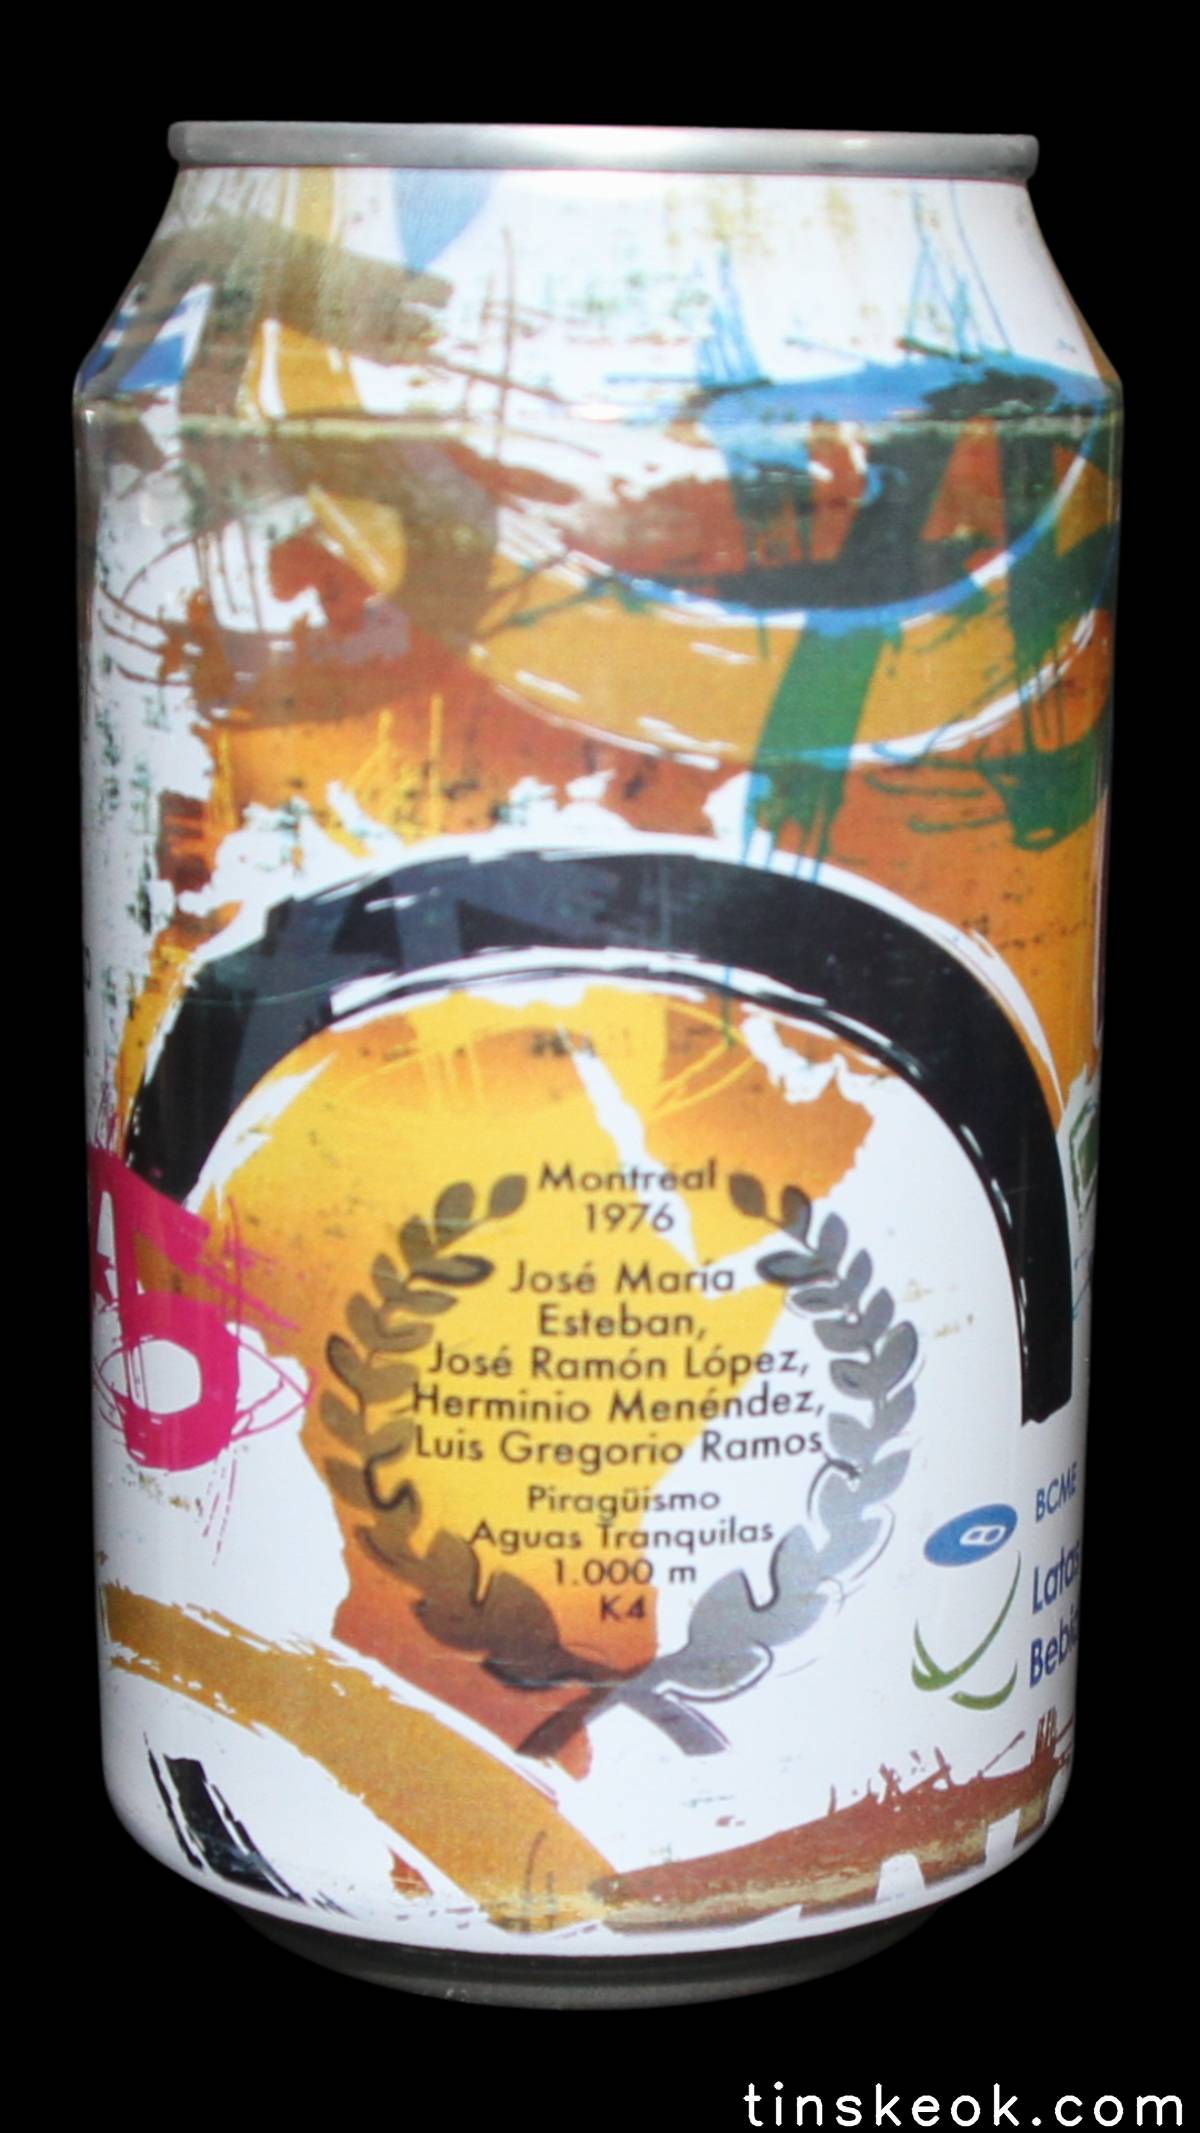 Montreal
1976
José María
Esteban,
José Ramón López,
Herminio Menéndez,
Luis Gregorio Ramos
Piragüismo
Aguas Tranquilas
1.000 m
K4
BCME
Latas
tinskeok.com